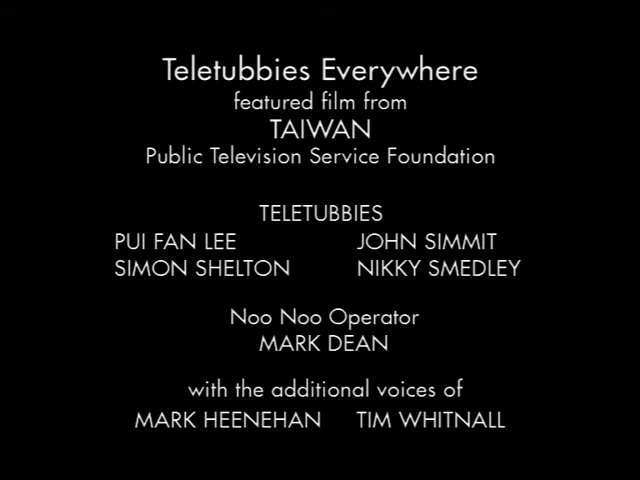 Teletubbies Everywhere
featured film from
TAIWAN
Public Television Service Foundation
TELETUBBIES
PUI FAN LEE JOHN SIMMIT
SIMON SHELTON NIKKY SMEDLEY
Noo Noo Operator
MARK DEAN
with the additional voices of
MARK HEENEHAN TIM WHITNALL